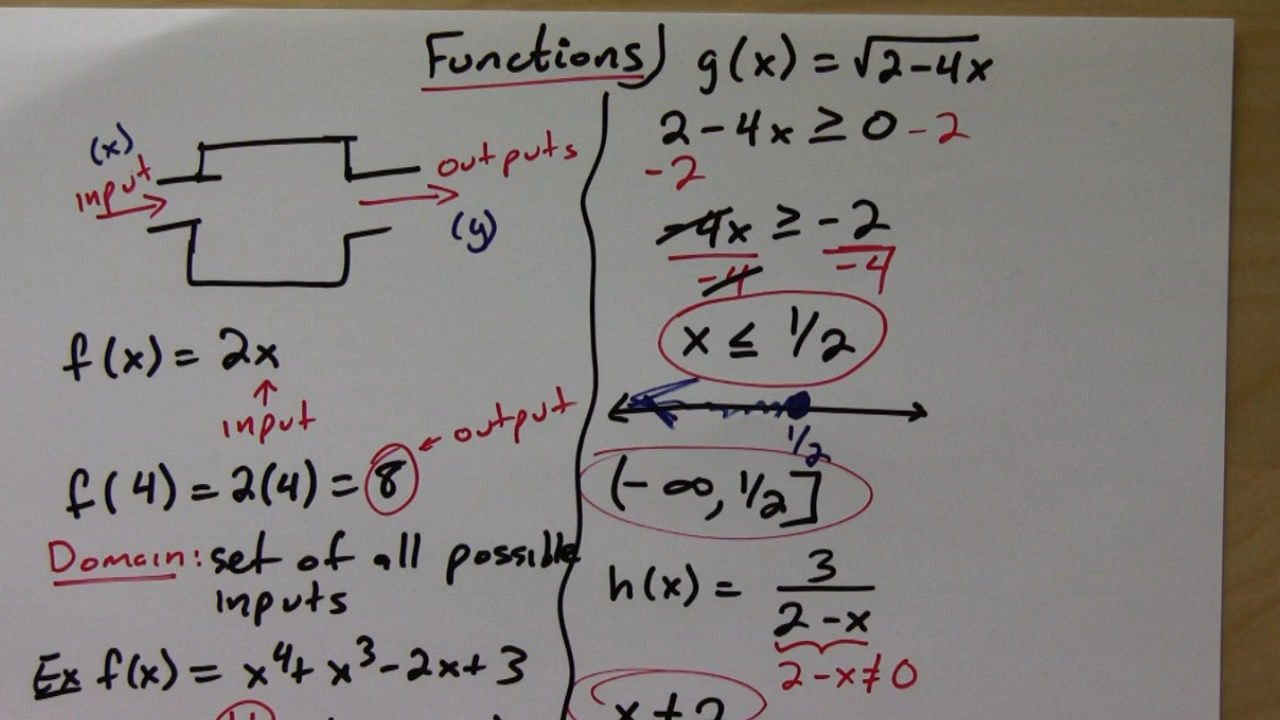 Functions
(x)
input
outputs
(y)
f(x) = 2x
↑
input
f(4) = 2(4) = 8 ← output
Domain: set of all possible
inputs
Ex f(x) = x⁴ + x³ - 2x + 3
g(x) = √(2-4x)
2 - 4x ≥ 0 - 2
-2
-4x ≥ -2
-4 -4
x ≤ 1/2
1/2
(-∞, 1/2]
h(x) = 3/(2-x)
2-x≠0